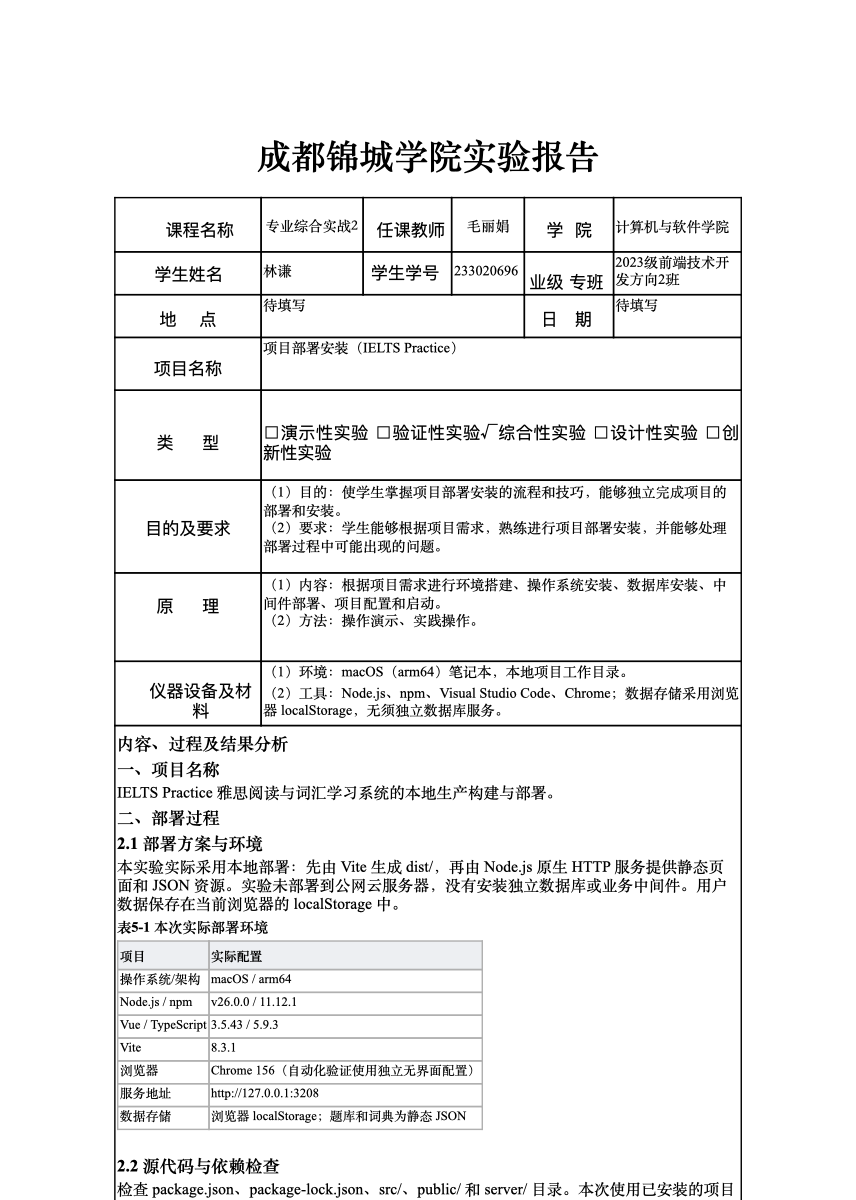 成都锦城学院实验报告
课程名称 专业综合实战2 任课教师 毛丽娟 学 院 计算机与软件学院
学生姓名 林谦 学生学号 233020696 业级 专班 2023级前端技术开
发方向2班
地 点 待填写 日 期 待填写
项目名称 项目部署安装（IELTS Practice）
类 型 □演示性实验 □验证性实验√综合性实验 □设计性实验 □创
新性实验
目的及要求
（1）目的：使学生掌握项目部署安装的流程和技巧，能够独立完成项目的
部署和安装。
（2）要求：学生能够根据项目需求，熟练进行项目部署安装，并能够处理
部署过程中可能出现的问题。
原 理
（1）内容：根据项目需求进行环境搭建、操作系统安装、数据库安装、中
间件部署、项目配置和启动。
（2）方法：操作演示、实践操作。
仪器设备及材
料
（1）环境：macOS（arm64）笔记本，本地项目工作目录。
（2）工具：Node.js、npm、Visual Studio Code、Chrome；数据存储采用浏览
器 localStorage，无须独立数据库服务。
内容、过程及结果分析
一、项目名称
IELTS Practice 雅思阅读与词汇学习系统的本地生产构建与部署。
二、部署过程
2.1 部署方案与环境
本实验实际采用本地部署：先由 Vite 生成 dist/，再由 Node.js 原生 HTTP 服务提供静态页
面和 JSON 资源。实验未部署到公网云服务器，没有安装独立数据库或业务中间件。用户
数据保存在当前浏览器的 localStorage 中。
表5-1 本次实际部署环境
项目 实际配置
操作系统/架构 macOS / arm64
Node.js / npm v26.0.0 / 11.12.1
Vue / TypeScript 3.5.43 / 5.9.3
Vite 8.3.1
浏览器 Chrome 156（自动化验证使用独立无界面配置）
服务地址 http://127.0.0.1:3208
数据存储 浏览器 localStorage；题库和词典为静态 JSON
2.2 源代码与依赖检查
检查 package.json、package-lock.json、src/、public/ 和 server/ 目录。本次使用已安装的项目